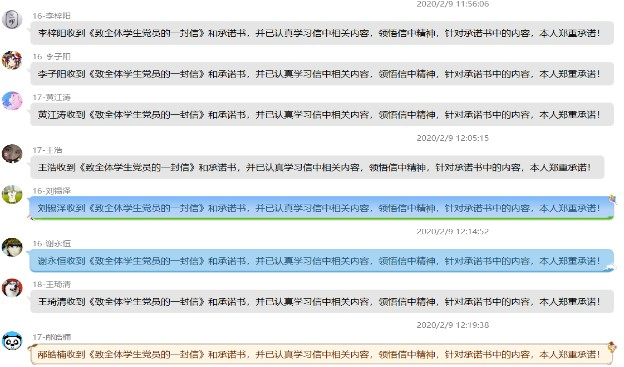 2020/2/9 11:56:06
16-李梓阳
李梓阳收到《致全体学生党员的一封信》和承诺书，并已认真学习信中相关内容，领悟信中精神，针对承诺书中的内容，本人郑重承诺！
16-李子阳
李子阳收到《致全体学生党员的一封信》和承诺书，并已认真学习信中相关内容，领悟信中精神，针对承诺书中的内容，本人郑重承诺！
17-黄江涛
黄江涛收到《致全体学生党员的一封信》和承诺书，并已认真学习信中相关内容，领悟信中精神，针对承诺书中的内容，本人郑重承诺！
2020/2/9 12:05:15
17-王浩
王浩收到《致全体学生党员的一封信》和承诺书，并已认真学习信中相关内容，领悟信中精神，针对承诺书中的内容，本人郑重承诺！
16-刘锡泽
刘锡泽收到《致全体学生党员的一封信》和承诺书，并已认真学习信中相关内容，领悟信中精神，针对承诺书中的内容，本人郑重承诺！
2020/2/9 12:14:52
16-谢永恒
谢永恒收到《致全体学生党员的一封信》和承诺书，并已认真学习信中相关内容，领悟信中精神，针对承诺书中的内容，本人郑重承诺！
18-王琦清
王琦清收到《致全体学生党员的一封信》和承诺书，并已认真学习信中相关内容，领悟信中精神，针对承诺书中的内容，本人郑重承诺！
2020/2/9 12:19:38
17-郝皓楠
郝皓楠收到《致全体学生党员的一封信》和承诺书，并已认真学习信中相关内容，领悟信中精神，针对承诺书中的内容，本人郑重承诺！